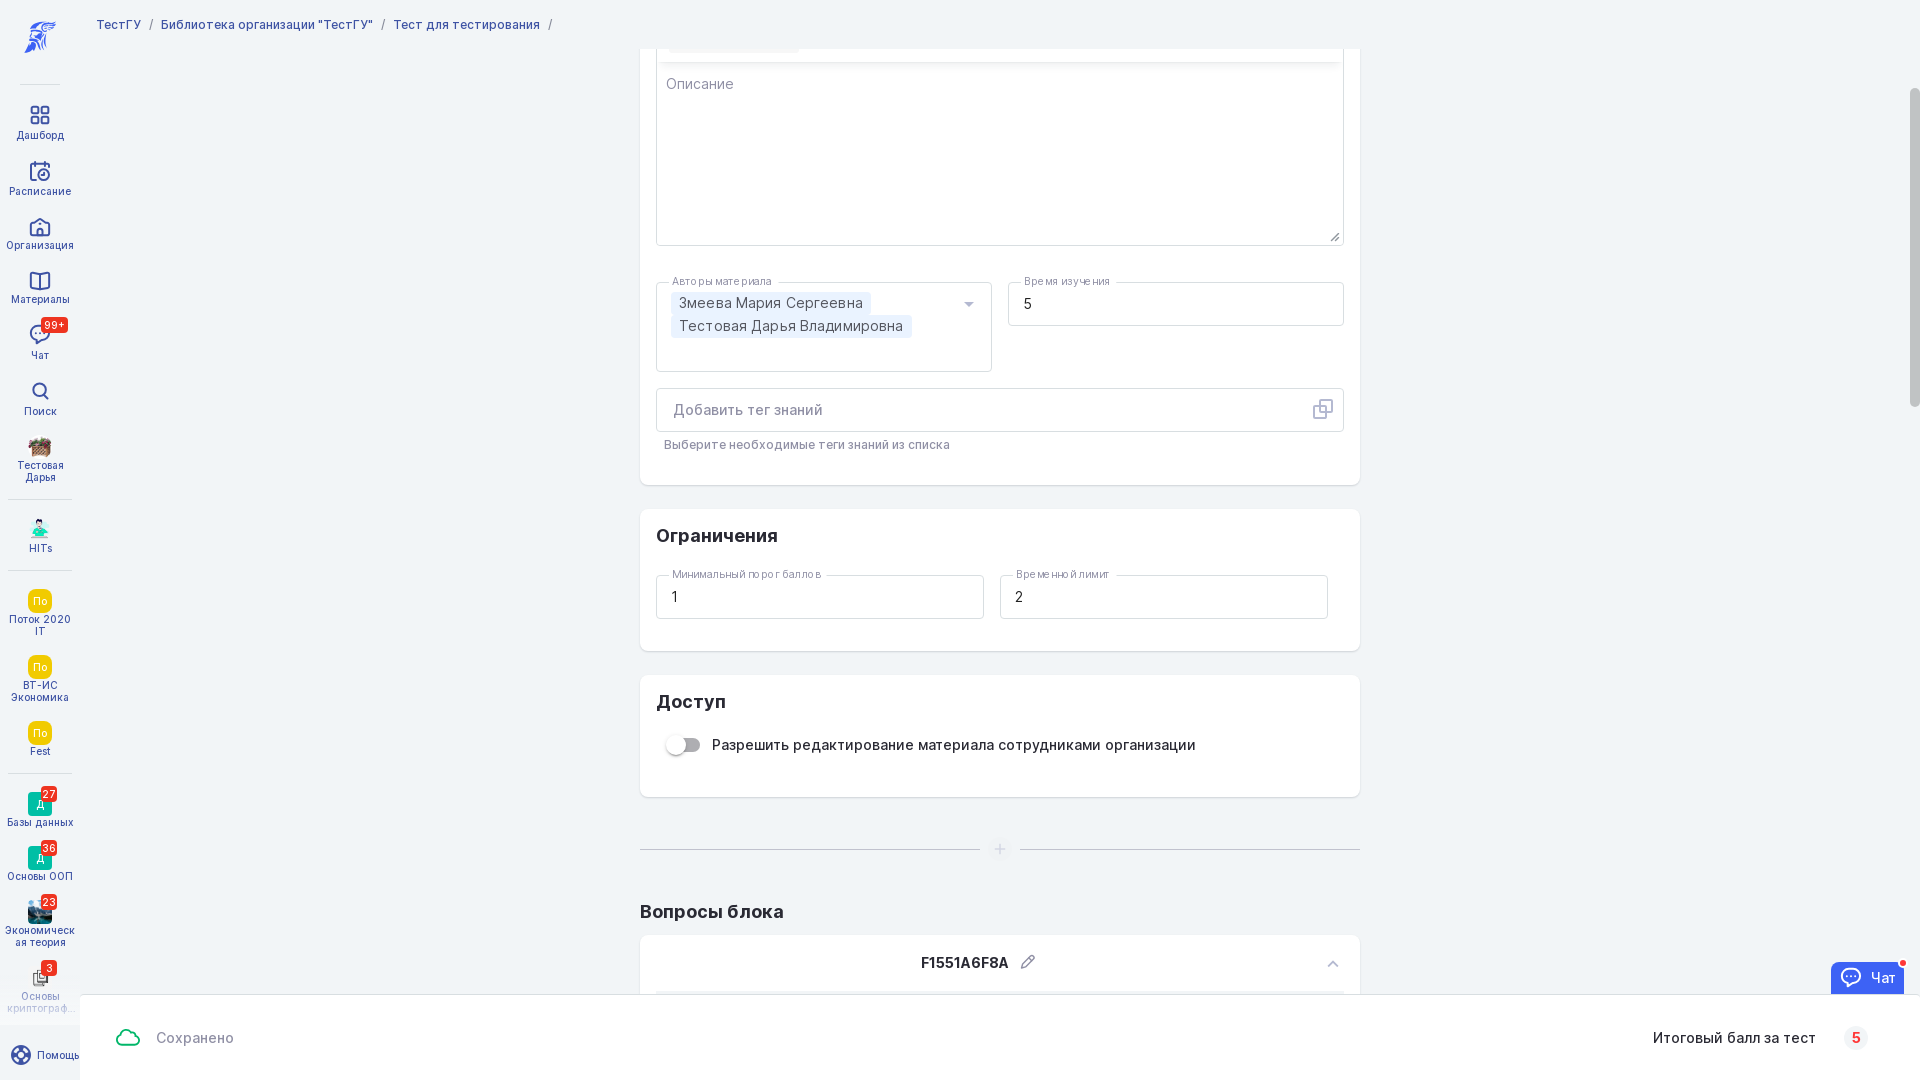 ТестГУ / Библиотека организации "ТестГУ" / Тест для тестирования /
Дашборд
Расписание
Организация
Материалы
99+
Чат
Поиск
Тестовая
Дарья
HITs
По
Поток 2020
IT
По
ВТ-ИС
Экономика
По
Fest
27
Д
Базы данных
36
Д
Основы ООП
23
Экономическ
ая теория
3
Основы
криптограф...
Помощь
Описание
Авторы материала
Змеева Мария Сергеевна
Тестовая Дарья Владимировна
Время изучения
5
Добавить тег знаний
Выберите необходимые теги знаний из списка
Ограничения
Минимальный порог баллов
1
Временной лимит
2
Доступ
Разрешить редактирование материала сотрудниками организации
Вопросы блока
F1551A6F8A
Чат
Сохранено
Итоговый балл за тест 5